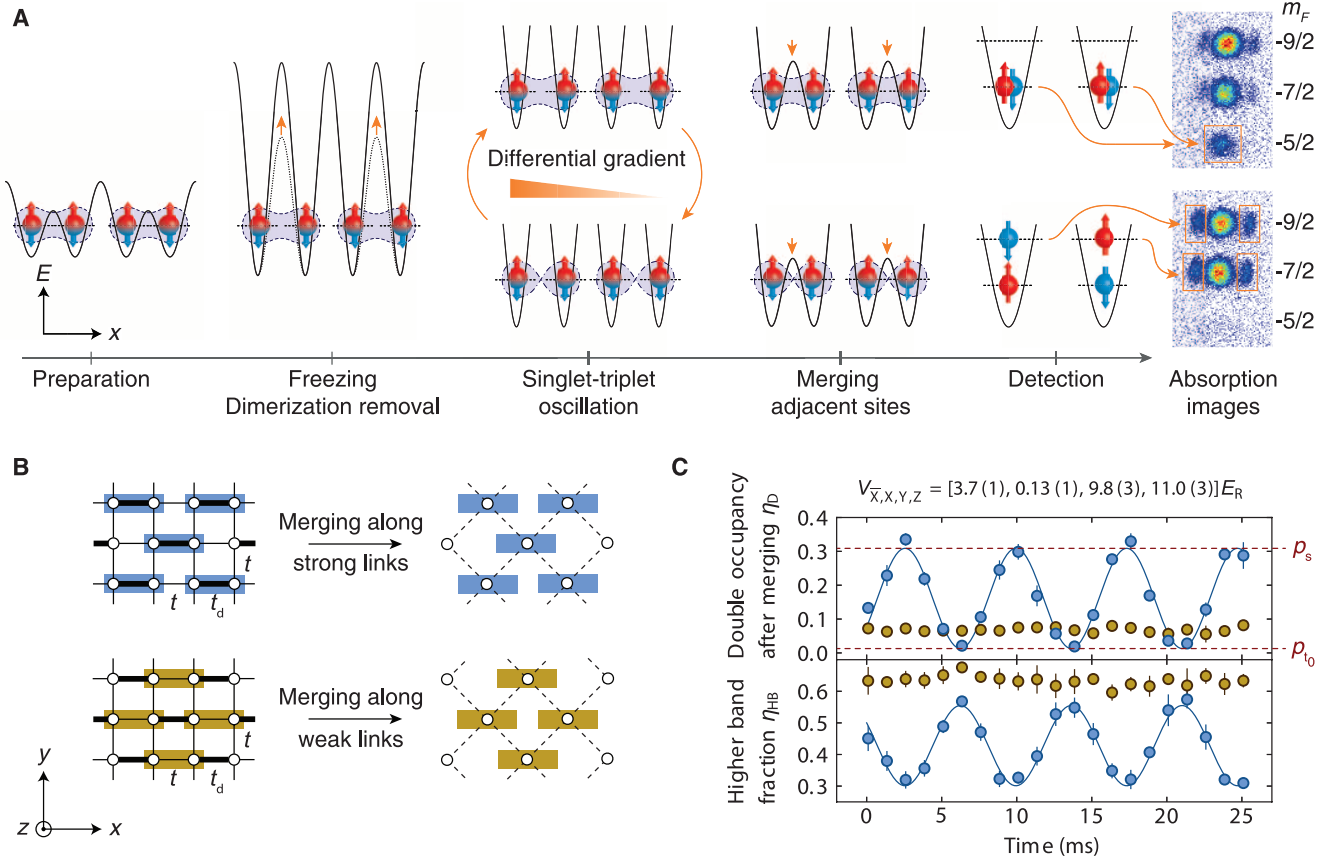 A
m_F
-9/2
-7/2
-5/2
Differential gradient
-9/2
-7/2
-5/2
E
x
Preparation
Freezing
Dimerization removal
Singlet-triplet
oscillation
Merging
adjacent sites
Detection
Absorption
images
B
Merging along
strong links
t
t
t_d
Merging along
weak links
t
t
t_d
y
z
x
C
V_X̅,X,Y,Z = [3.7 (1), 0.13 (1), 9.8 (3), 11.0 (3)]E_R
Double occupancy
after merging η_D
0.4
0.3
0.2
0.1
0.0
p_s
p_t₀
Higher band
fraction η_HB
0.6
0.5
0.4
0.3
0
5
10
15
20
25
Time (ms)